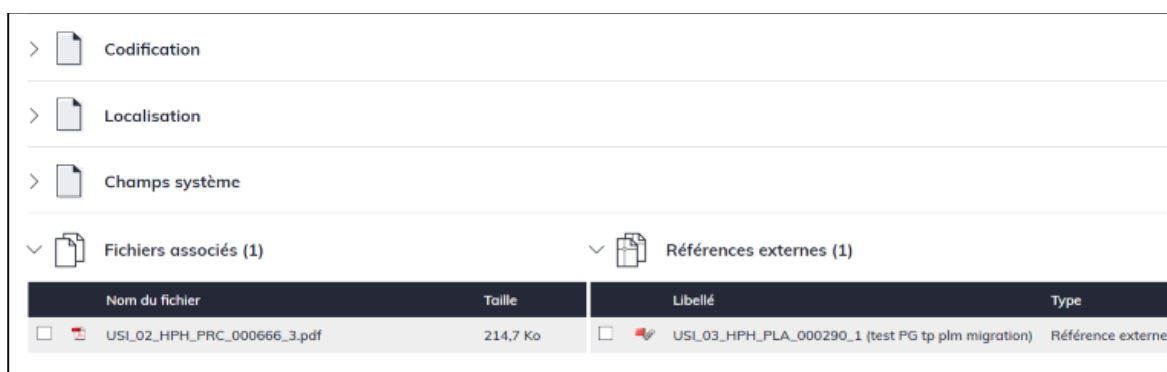 Codification
Localisation
Champs système
Fichiers associés (1)
Références externes (1)
Nom du fichier Taille
Libellé Type
USI_02_HPH_PRC_000666_3.pdf 214,7 Ko
USI_03_HPH_PLA_000290_1 (test PG tp plm migration) Référence externe